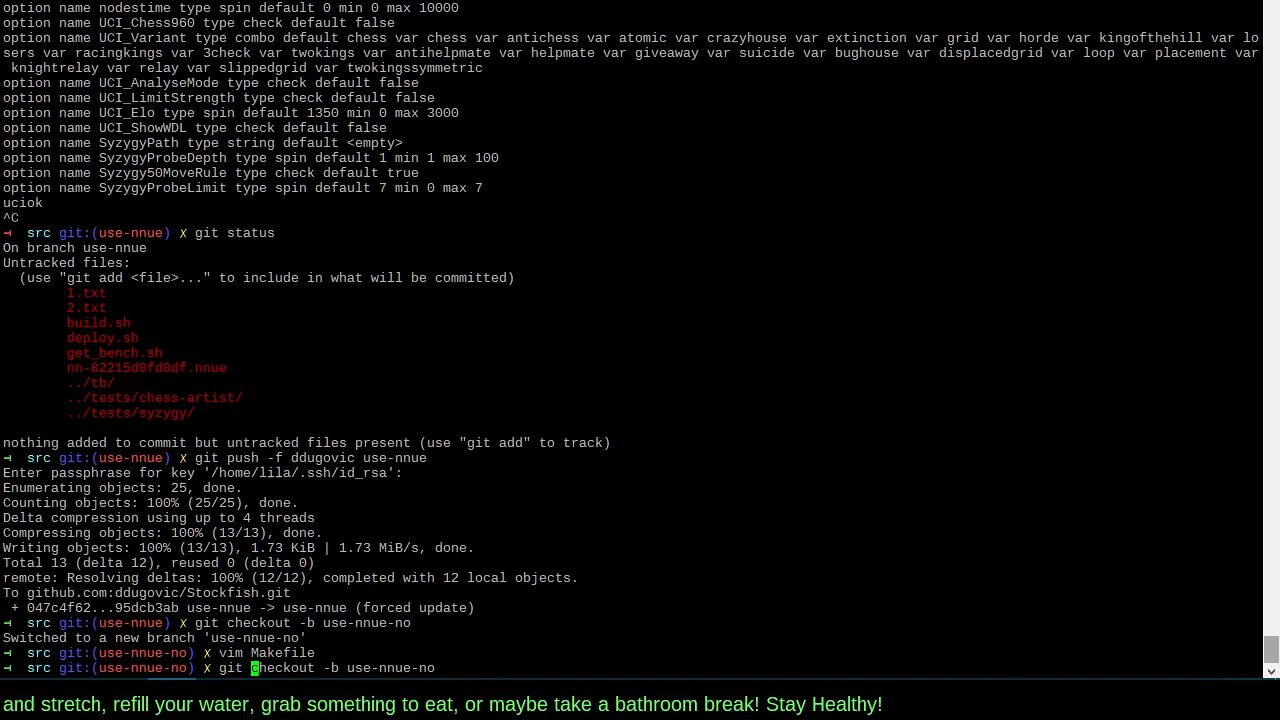 option name nodestime type spin default 0 min 0 max 10000
option name UCI_Chess960 type check default false
option name UCI_Variant type combo default chess var chess var antichess var atomic var crazyhouse var extinction var grid var horde var kingofthehill var lo
sers var racingkings var 3check var twokings var antihelpmate var helpmate var giveaway var suicide var bughouse var displacedgrid var loop var placement var
 knightrelay var relay var slippedgrid var twokingssymmetric
option name UCI_AnalyseMode type check default false
option name UCI_LimitStrength type check default false
option name UCI_Elo type spin default 1350 min 0 max 3000
option name UCI_ShowWDL type check default false
option name SyzygyPath type string default <empty>
option name SyzygyProbeDepth type spin default 1 min 1 max 100
option name Syzygy50MoveRule type check default true
option name SyzygyProbeLimit type spin default 7 min 0 max 7
uciok
^C
⊣  src git:(use-nnue) ✗ git status
On branch use-nnue
Untracked files:
  (use "git add <file>..." to include in what will be committed)
        1.txt
        2.txt
        build.sh
        deploy.sh
        get_bench.sh
        nn-82215d0fd0df.nnue
        ../tb/
        ../tests/chess-artist/
        ../tests/syzygy/
nothing added to commit but untracked files present (use "git add" to track)
⊣  src git:(use-nnue) ✗ git push -f ddugovic use-nnue
Enter passphrase for key '/home/lila/.ssh/id_rsa':
Enumerating objects: 25, done.
Counting objects: 100% (25/25), done.
Delta compression using up to 4 threads
Compressing objects: 100% (13/13), done.
Writing objects: 100% (13/13), 1.73 KiB | 1.73 MiB/s, done.
Total 13 (delta 12), reused 0 (delta 0)
remote: Resolving deltas: 100% (12/12), completed with 12 local objects.
To github.com:ddugovic/Stockfish.git
 + 047c4f62...95dcb3ab use-nnue -> use-nnue (forced update)
⊣  src git:(use-nnue) ✗ git checkout -b use-nnue-no
Switched to a new branch 'use-nnue-no'
⊣  src git:(use-nnue-no) ✗ vim Makefile
⊣  src git:(use-nnue-no) ✗ git checkout -b use-nnue-no
and stretch, refill your water, grab something to eat, or maybe take a bathroom break! Stay Healthy!